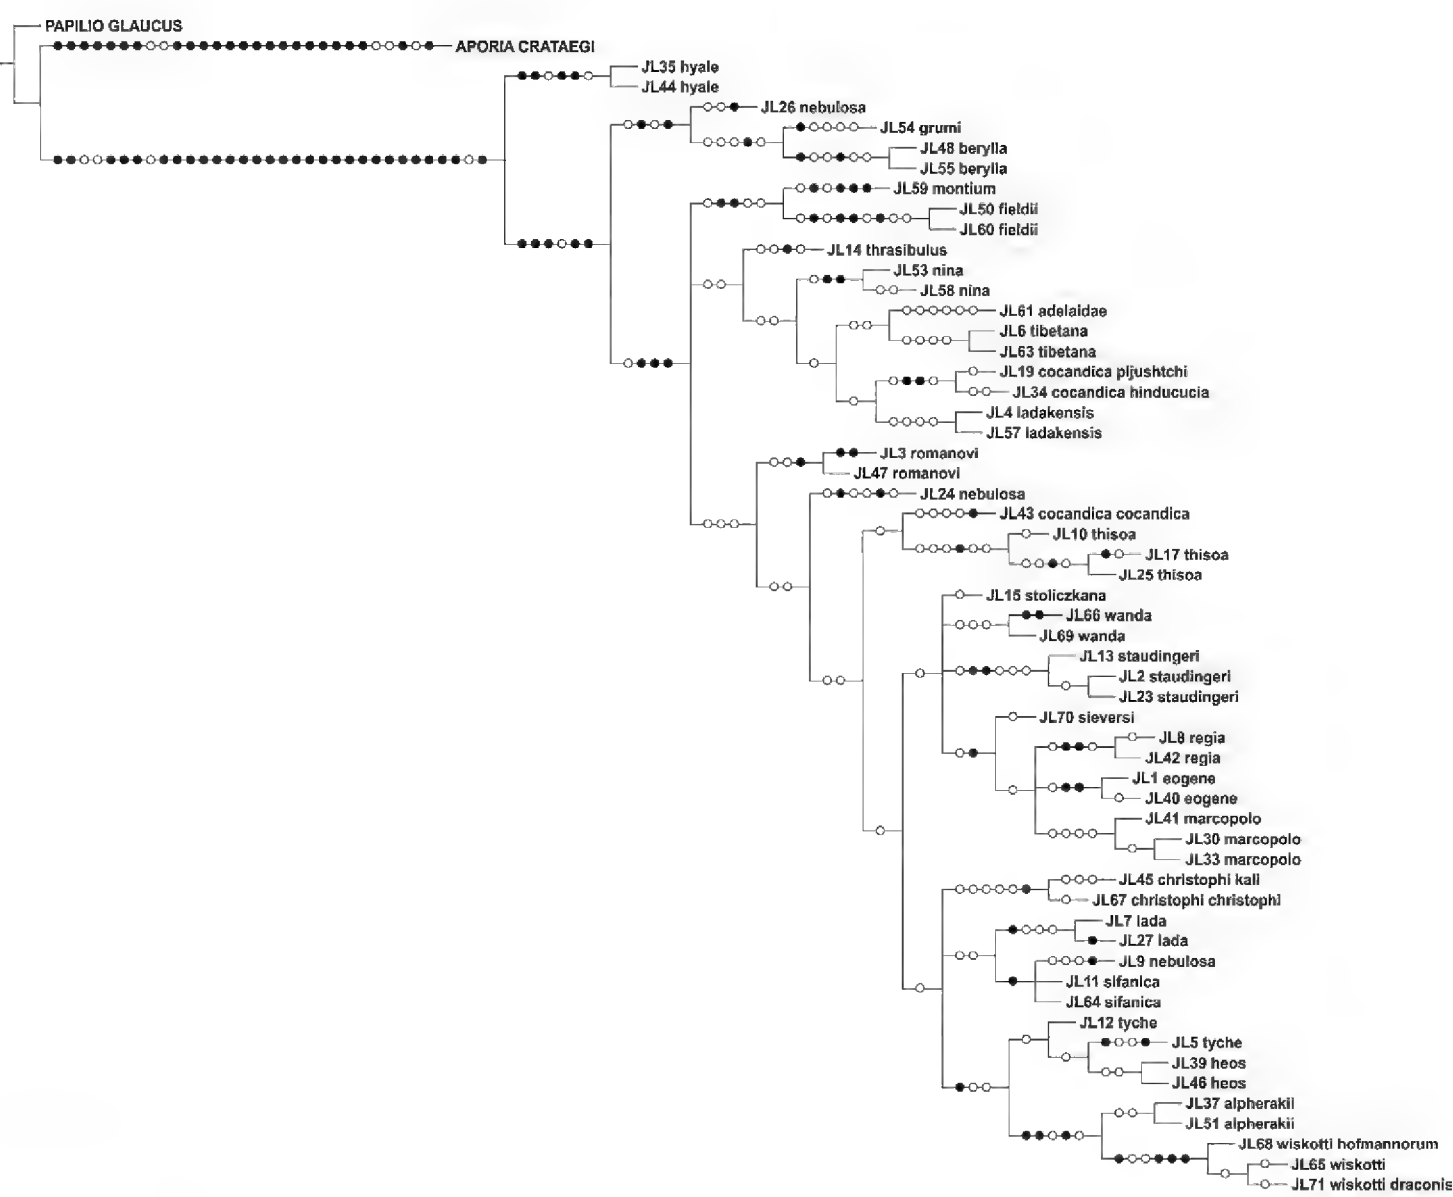 PAPILIO GLAUCUS
APORIA CRATAEGI
JL35 hyale
JL44 hyale
JL26 nebulosa
JL54 grumi
JL48 berylla
JL55 berylla
JL59 montium
JL50 fieldii
JL60 fieldii
JL14 thrasibulus
JL53 nina
JL58 nina
JL61 adelaidae
JL6 tibetana
JL63 tibetana
JL19 cocandica pljushtchi
JL34 cocandica hinducucia
JL4 ladakensis
JL57 ladakensis
JL3 romanovi
JL47 romanovi
JL24 nebulosa
JL43 cocandica cocandica
JL10 thisoa
JL17 thisoa
JL25 thisoa
JL15 stoliczkana
JL66 wanda
JL69 wanda
JL13 staudingeri
JL2 staudingeri
JL23 staudingeri
JL70 sieversi
JL8 regia
JL42 regia
JL1 eogene
JL40 eogene
JL41 marcopolo
JL30 marcopolo
JL33 marcopolo
JL45 christophi kali
JL67 christophi christophi
JL7 lada
JL27 lada
JL9 nebulosa
JL11 sifanica
JL64 sifanica
JL12 tyche
JL5 tyche
JL39 heos
JL46 heos
JL37 alpherakii
JL51 alpherakii
JL68 wiskotti hofmannorum
JL65 wiskotti
JL71 wiskotti draconis